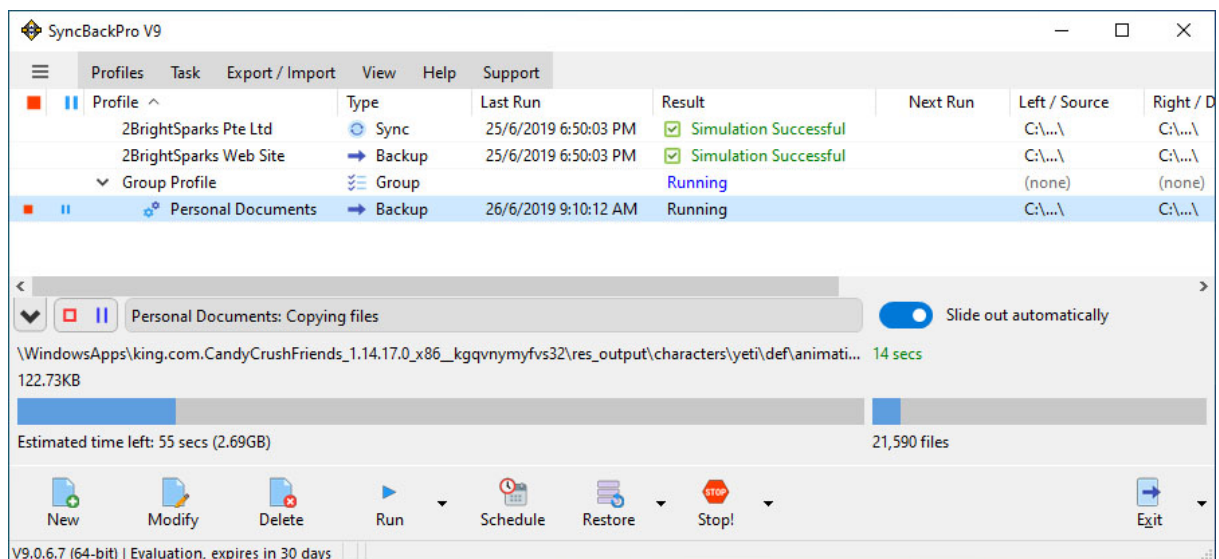 SyncBackPro V9
Profiles Task Export / Import View Help Support
Profile Type Last Run Result Next Run Left / Source Right / D
2BrightSparks Pte Ltd Sync 25/6/2019 6:50:03 PM Simulation Successful C:\...\ C:\...\
2BrightSparks Web Site Backup 25/6/2019 6:50:03 PM Simulation Successful C:\...\ C:\...\
Group Profile Group Running (none) (none)
Personal Documents Backup 26/6/2019 9:10:12 AM Running C:\...\ C:\...\
Personal Documents: Copying files Slide out automatically
\WindowsApps\king.com.CandyCrushFriends_1.14.17.0_x86__kgqvnymyfvs32\res_output\characters\yeti\def\animati... 14 secs
122.73KB
Estimated time left: 55 secs (2.69GB) 21,590 files
STOP
New Modify Delete Run Schedule Restore Stop! Exit
V9.0.6.7 (64-bit) | Evaluation, expires in 30 days